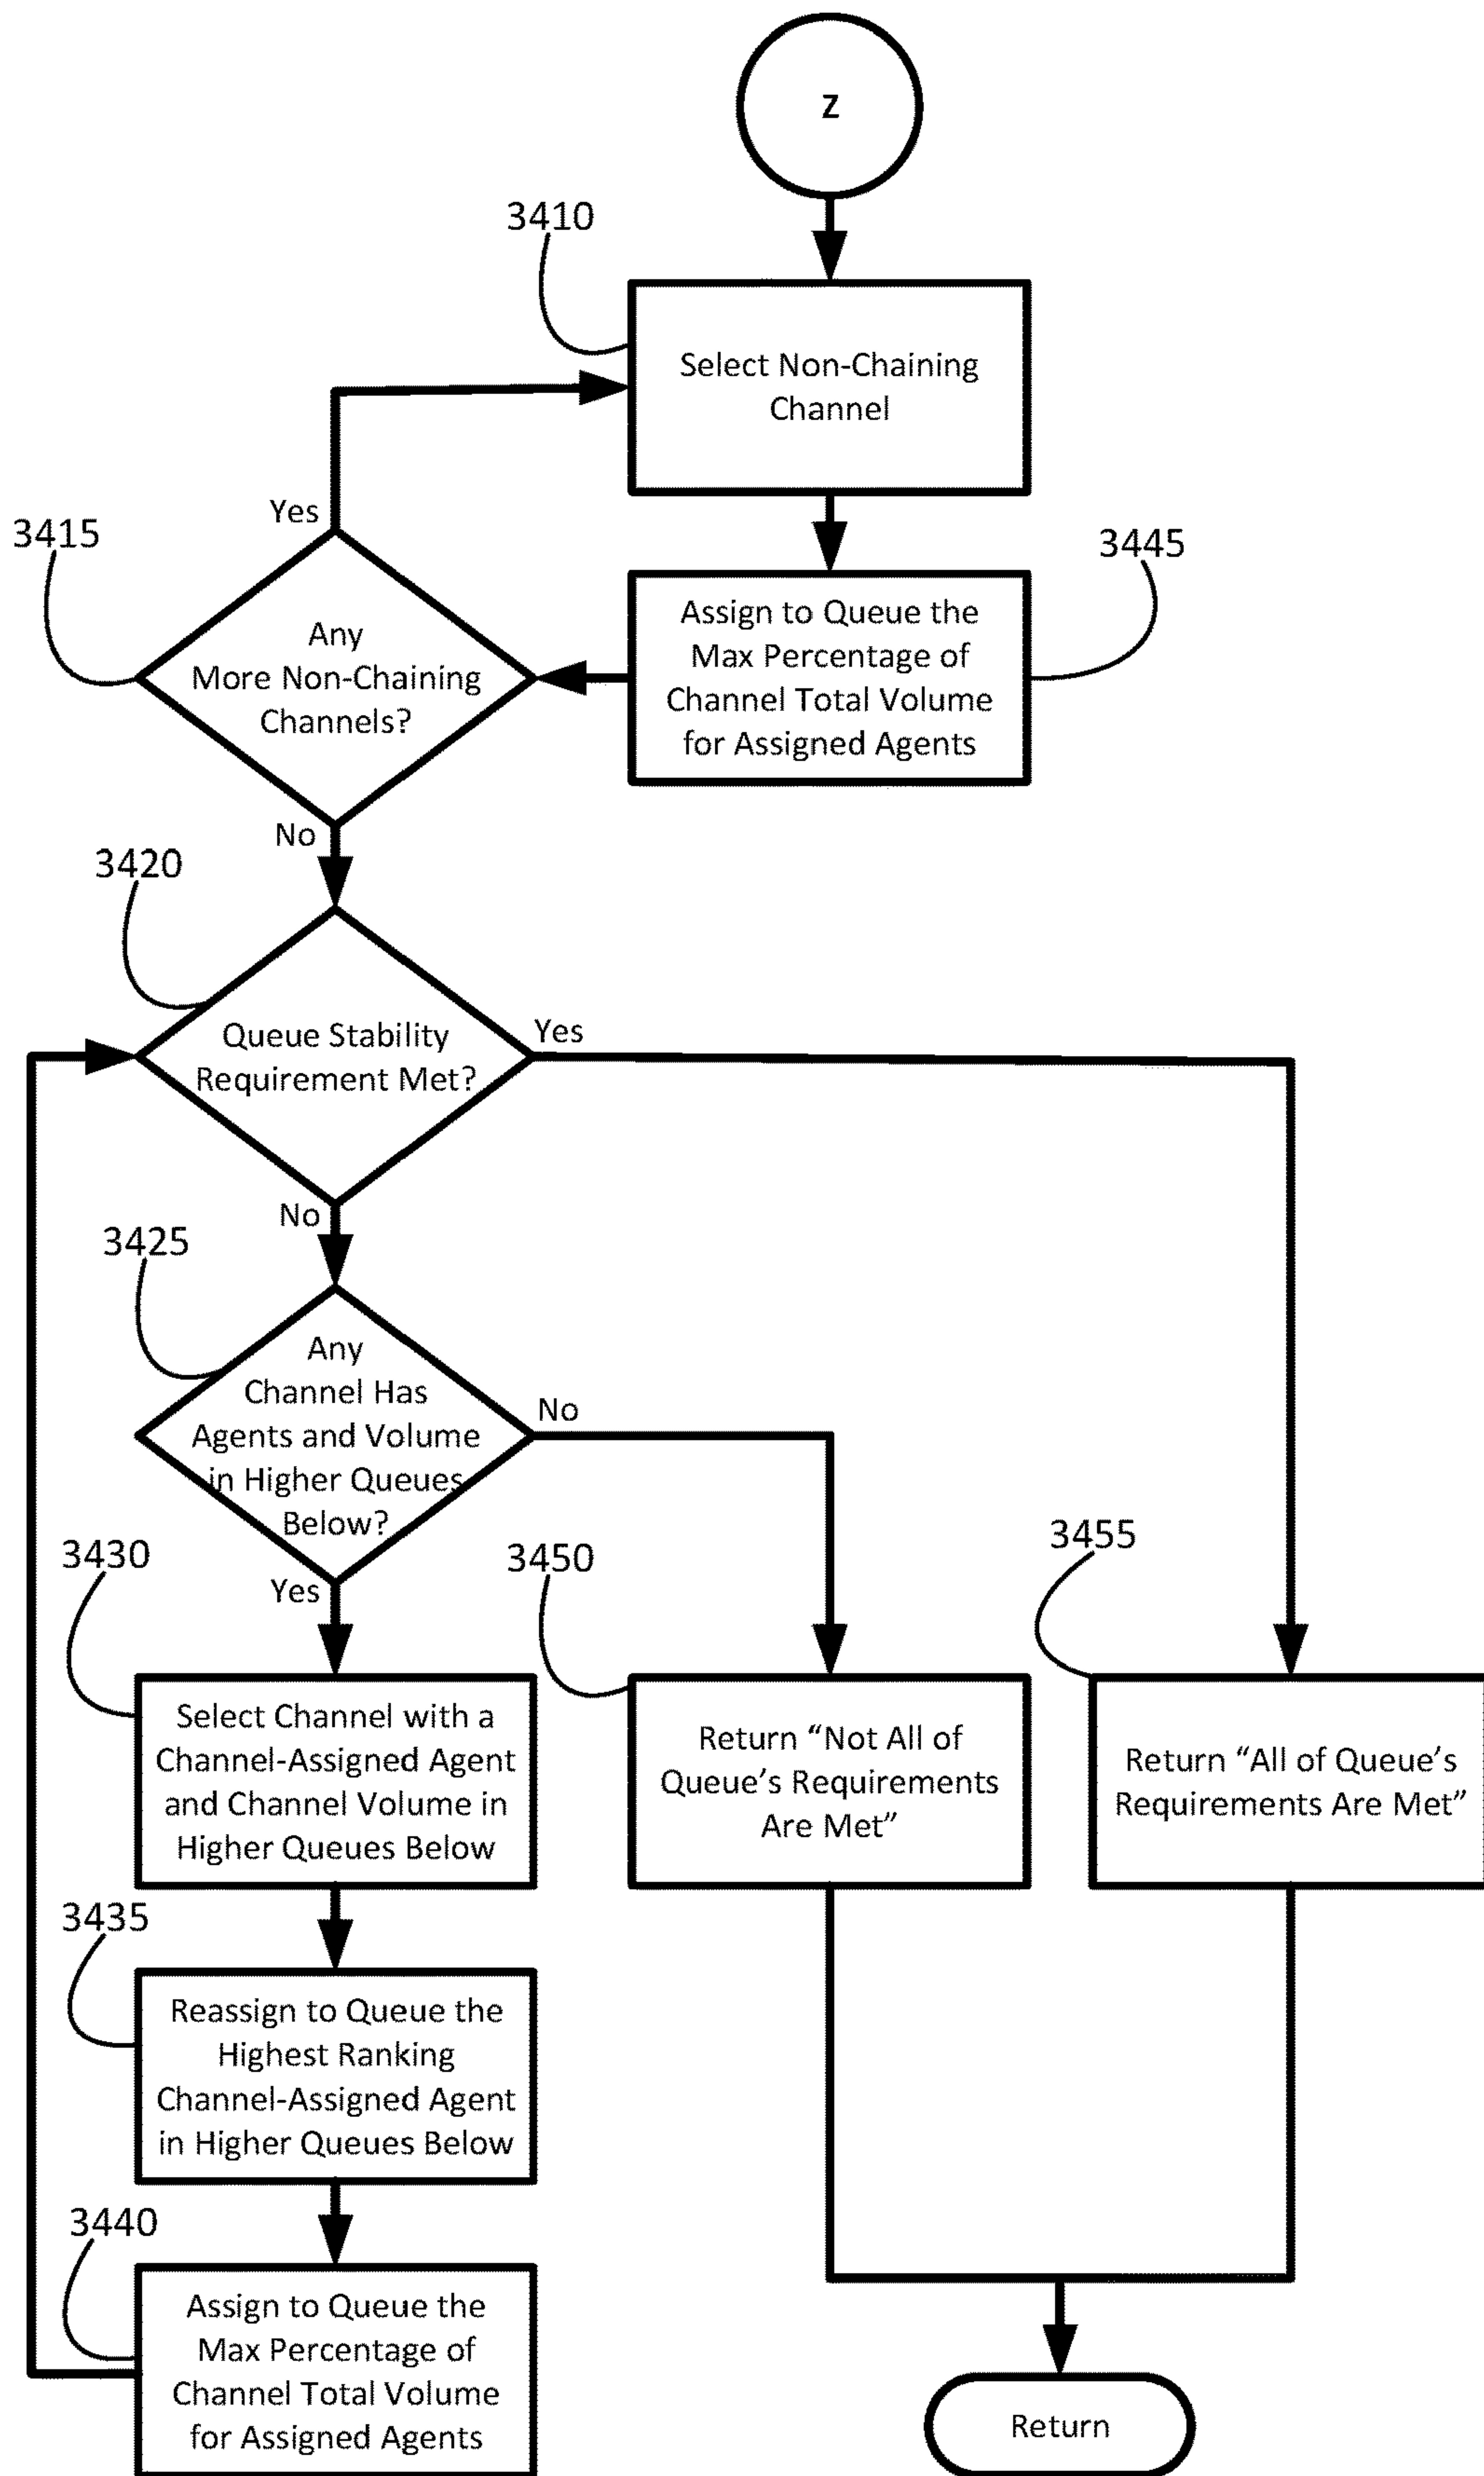 Z
3410
Select Non-Chaining
Channel
Yes
3415
3445
Any
More Non-Chaining
Channels?
Assign to Queue the
Max Percentage of
Channel Total Volume
for Assigned Agents
No
3420
Queue Stability
Requirement Met?
Yes
No
3425
Any
Channel Has
Agents and Volume
in Higher Queues
Below?
No
3430
Yes
3450
3455
Select Channel with a
Channel-Assigned Agent
and Channel Volume in
Higher Queues Below
Return “Not All of
Queue’s Requirements
Are Met”
Return “All of Queue’s
Requirements Are Met”
3435
Reassign to Queue the
Highest Ranking
Channel-Assigned Agent
in Higher Queues Below
3440
Assign to Queue the
Max Percentage of
Channel Total Volume
for Assigned Agents
Return